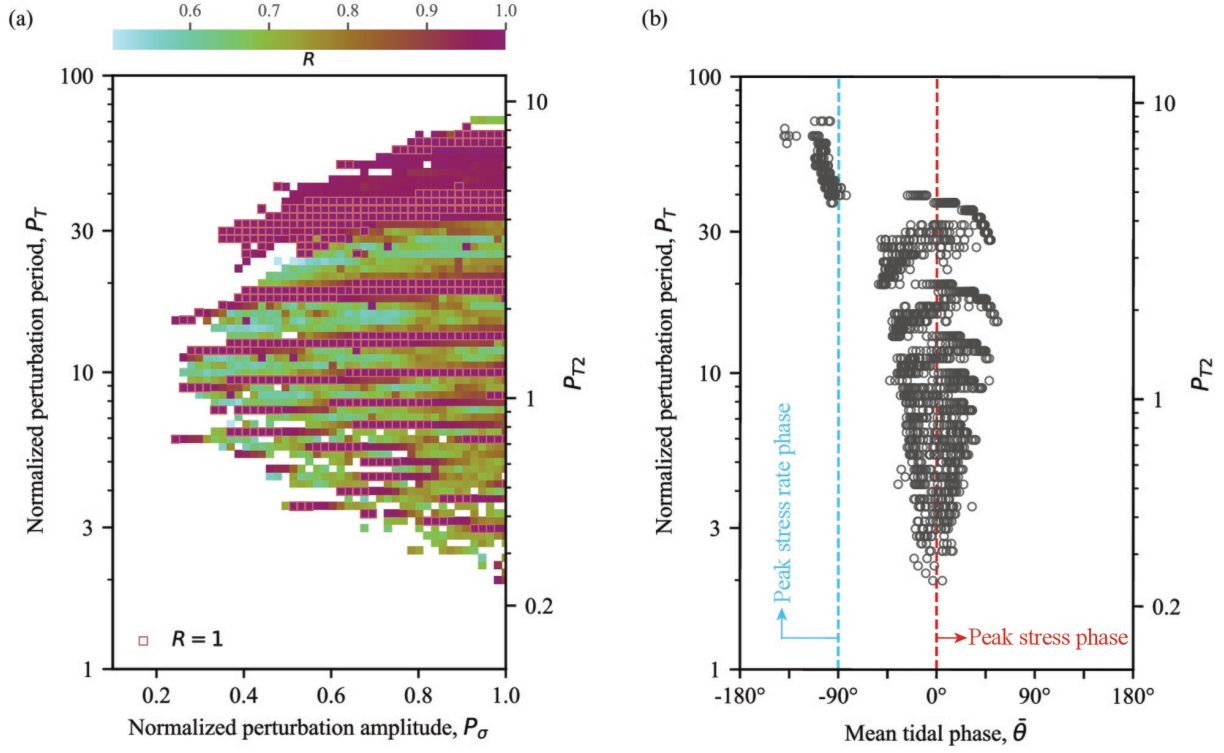 (a)
0.6 0.7 0.8 0.9 1.0
R
100
30
10
3
1
Normalized perturbation period, P_T
10
1
0.2
P_T2
R = 1
0.2 0.4 0.6 0.8 1.0
Normalized perturbation amplitude, P_σ
(b)
100
30
10
3
1
Normalized perturbation period, P_T
10
1
0.2
P_T2
Peak stress rate phase
Peak stress phase
-180° -90° 0° 90° 180°
Mean tidal phase, θ̄